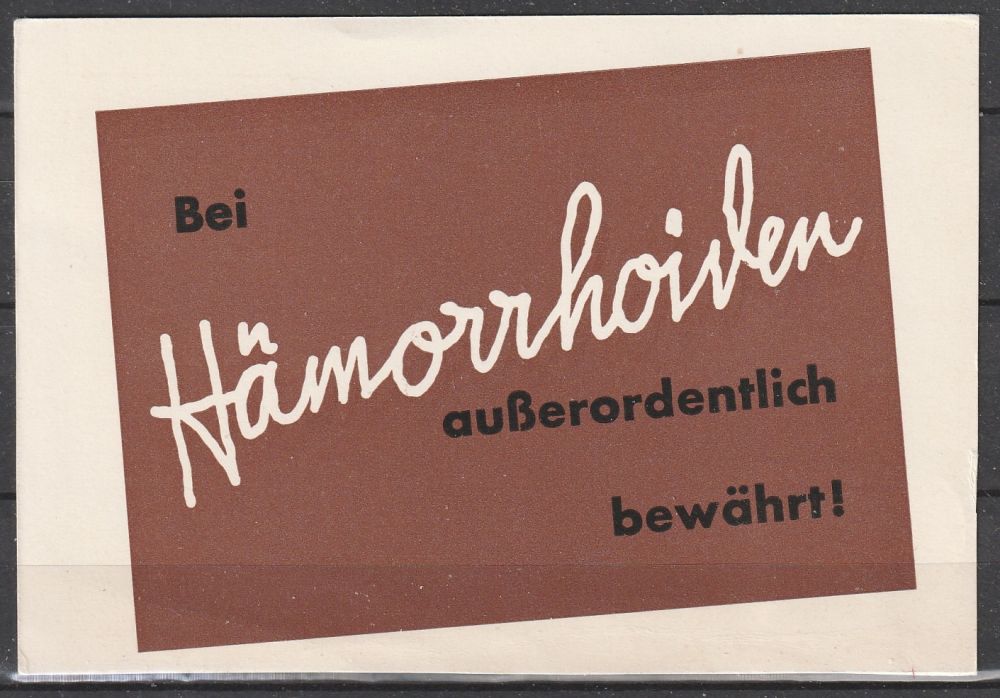 Bei
Hämorrhoiden
außerordentlich
bewährt!